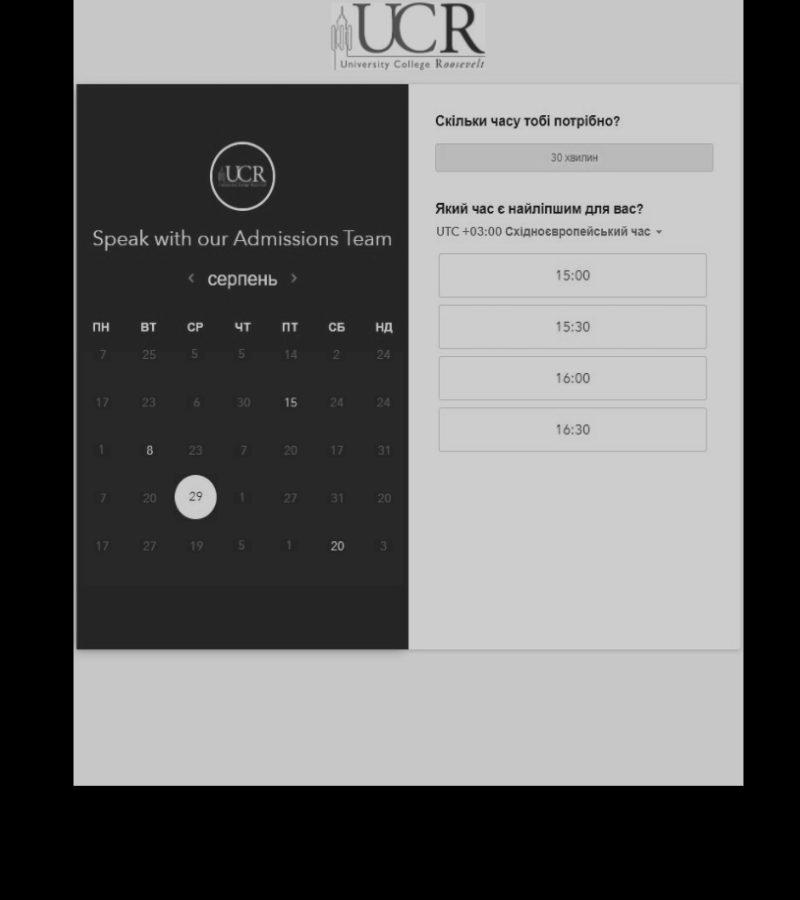 UCR
University College Roosevelt
UCR
Speak with our Admissions Team
< серпень >
ПН ВТ СР ЧТ ПТ СБ НД
7 25 5 5 14 2 24
17 23 6 30 15 24 24
1 8 23 7 20 17 31
7 20 29 1 27 31 20
17 27 19 5 1 20 3
Скільки часу тобі потрібно?
30 хвилин
Який час є найліпшим для вас?
UTC +03:00 Східноєвропейський час
15:00
15:30
16:00
16:30